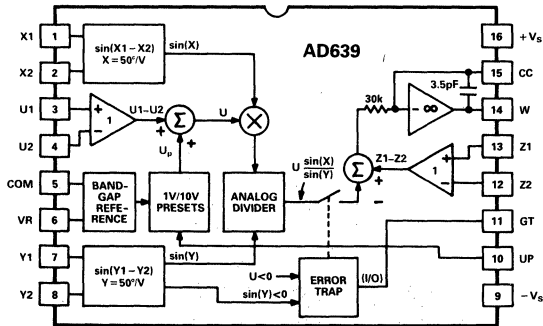 AD639
X1 1
X2 2
U1 3
U2 4
COM 5
VR 6
Y1 7
Y2 8
16 +VS
15 CC
14 W
13 Z1
12 Z2
11 GT
10 UP
9 −VS
sin(X1−X2)
X = 50°/V
sin(X)
+
−
1
U1−U2
+
Σ
+
Up
U
×
BAND-
GAP
REFE-
RENCE
1V/10V
PRESETS
ANALOG
DIVIDER
U sin(X)
sin(Y)
sin(Y1−Y2)
Y = 50°/V
sin(Y)
sin(Y)<0
U<0
ERROR
TRAP
(I/O)
30k
3.5pF
− ∞
Σ
+
−
Z1−Z2
1
+
−